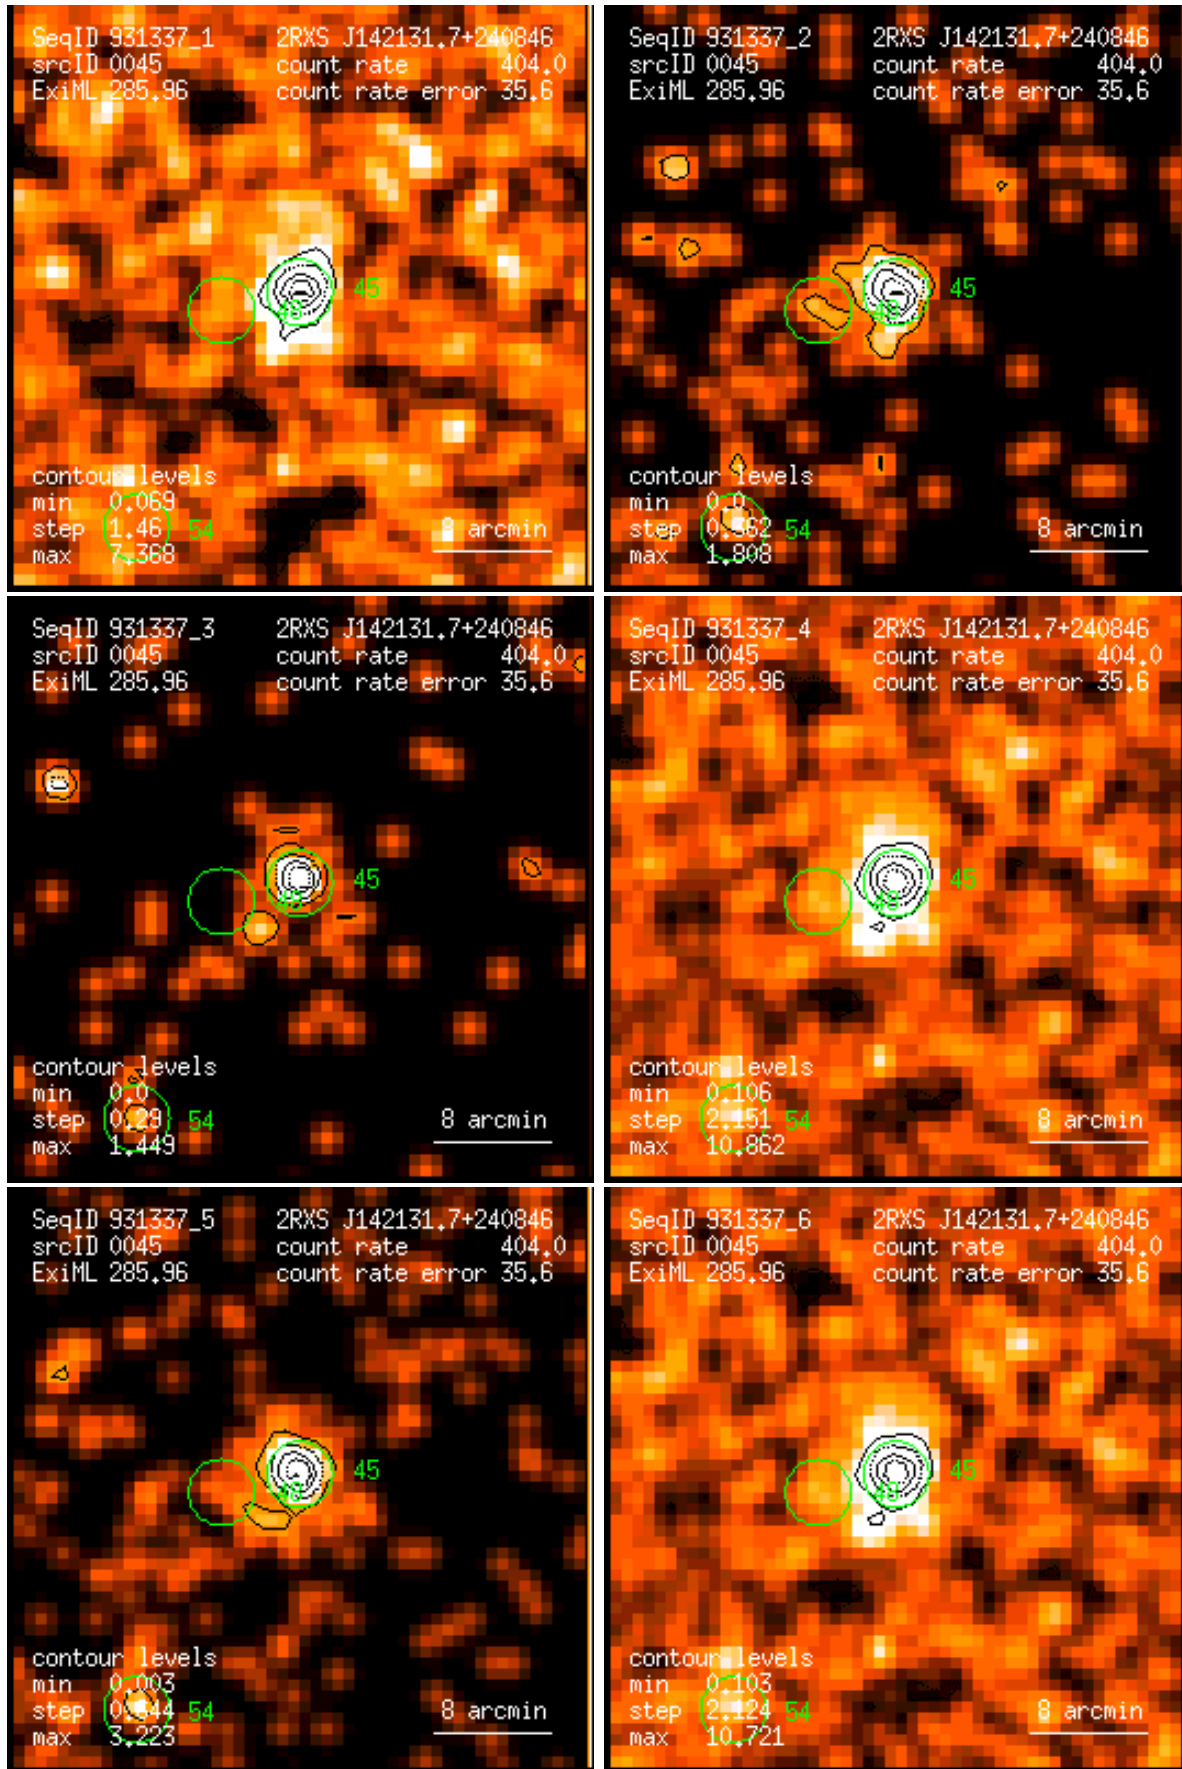 SeqID 931337_1 2RXS J142131.7+240846
srcID 0045 count rate 404.0
ExiML 285.96 count rate error 35.6
45
48
contour levels
min 0.069
step 1.46 54 8 arcmin
max 7.368
SeqID 931337_2 2RXS J142131.7+240846
srcID 0045 count rate 404.0
ExiML 285.96 count rate error 35.6
45
48
contour levels
min 0.0
step 54 8 arcmin
max 1.808
SeqID 931337_3 2RXS J142131.7+240846
srcID 0045 count rate 404.0
ExiML 285.96 count rate error 35.6
45
48
contour levels
min 0.0
step 0.29 54 8 arcmin
max 1.449
SeqID 931337_4 2RXS J142131.7+240846
srcID 0045 count rate 404.0
ExiML 285.96 count rate error 35.6
45
48
contour levels
min 0.106
step 2.151 54 8 arcmin
max 10.862
SeqID 931337_5 2RXS J142131.7+240846
srcID 0045 count rate 404.0
ExiML 285.96 count rate error 35.6
45
48
contour levels
min 0.003
step 0.644 54 8 arcmin
max 3.223
SeqID 931337_6 2RXS J142131.7+240846
srcID 0045 count rate 404.0
ExiML 285.96 count rate error 35.6
45
48
contour levels
min 0.103
step 2.124 54 8 arcmin
max 10.721